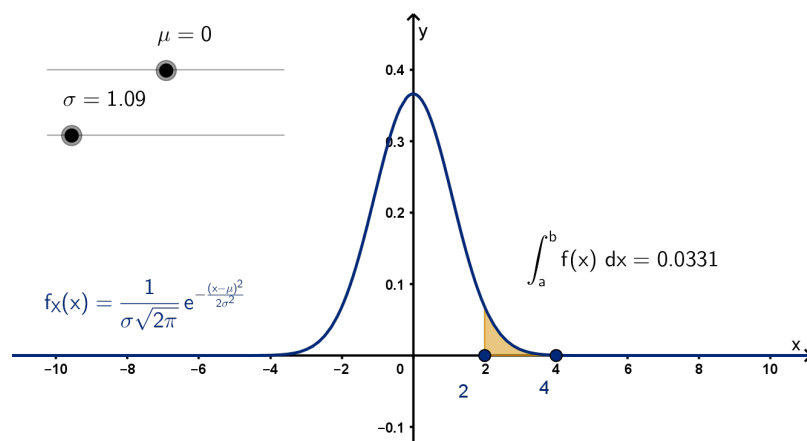 μ = 0
y
0.4
σ = 1.09
0.3
0.2
∫ₐᵇ f(x) dx = 0.0331
0.1
fₓ(x) = 1/(σ√(2π)) e^(−(x−μ)²/(2σ²))
x
−10 −8 −6 −4 −2 0 2 4 6 8 10
2 4
−0.1